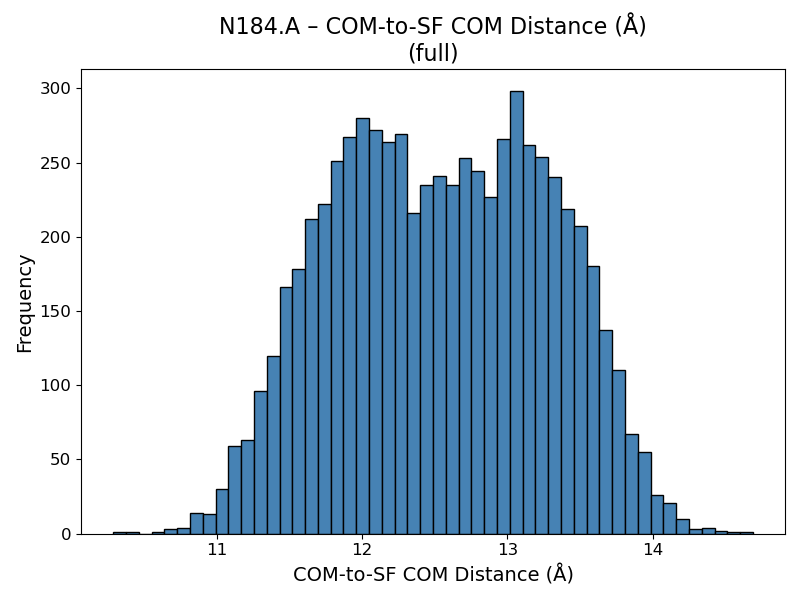 N184.A – COM-to-SF COM Distance (Å)
(full)
Frequency
300
250
200
150
100
50
0
11
12
13
14
COM-to-SF COM Distance (Å)